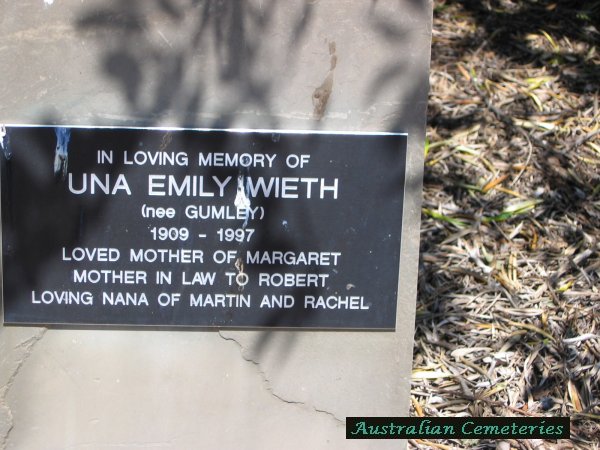 IN LOVING MEMORY OF
UNA EMILY WIETH
(nee GUMLEY)
1909 - 1997
LOVED MOTHER OF MARGARET
MOTHER IN LAW TO ROBERT
LOVING NANA OF MARTIN AND RACHEL
Australian Cemeteries